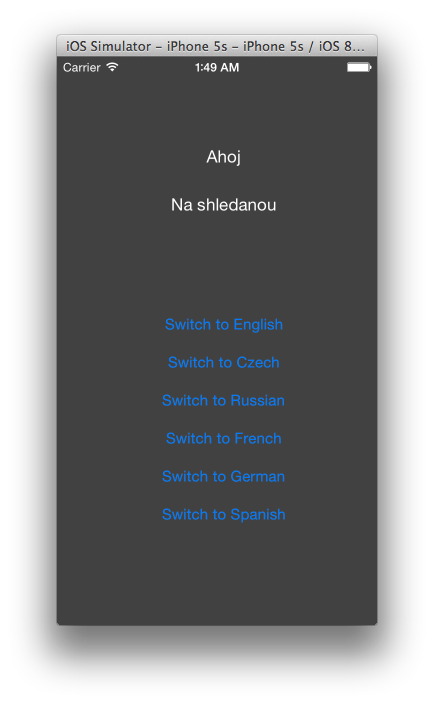 iOS Simulator – iPhone 5s – iPhone 5s / iOS 8...
Carrier 1:49 AM
Ahoj
Na shledanou
Switch to English
Switch to Czech
Switch to Russian
Switch to French
Switch to German
Switch to Spanish